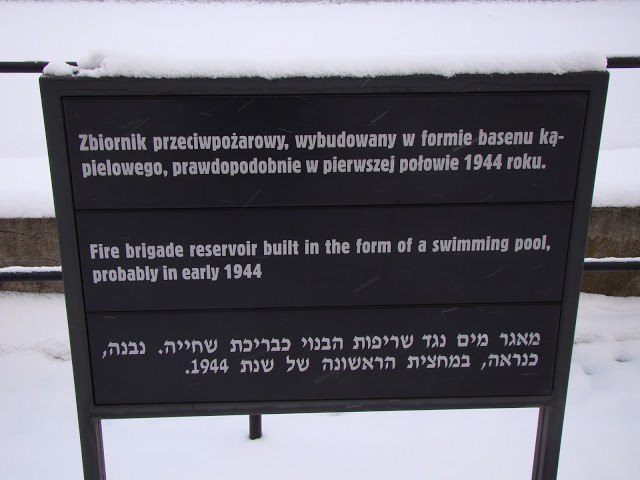 Zbiornik przeciwpożarowy, wybudowany w formie basenu ką-
pielowego, prawdopodobnie w pierwszej połowie 1944 roku.
Fire brigade reservoir built in the form of a swimming pool,
probably in early 1944
מאגר מים נגד שריפות הבנוי כבריכת שחייה. נבנה,
כנראה, במחצית הראשונה של שנת 1944.